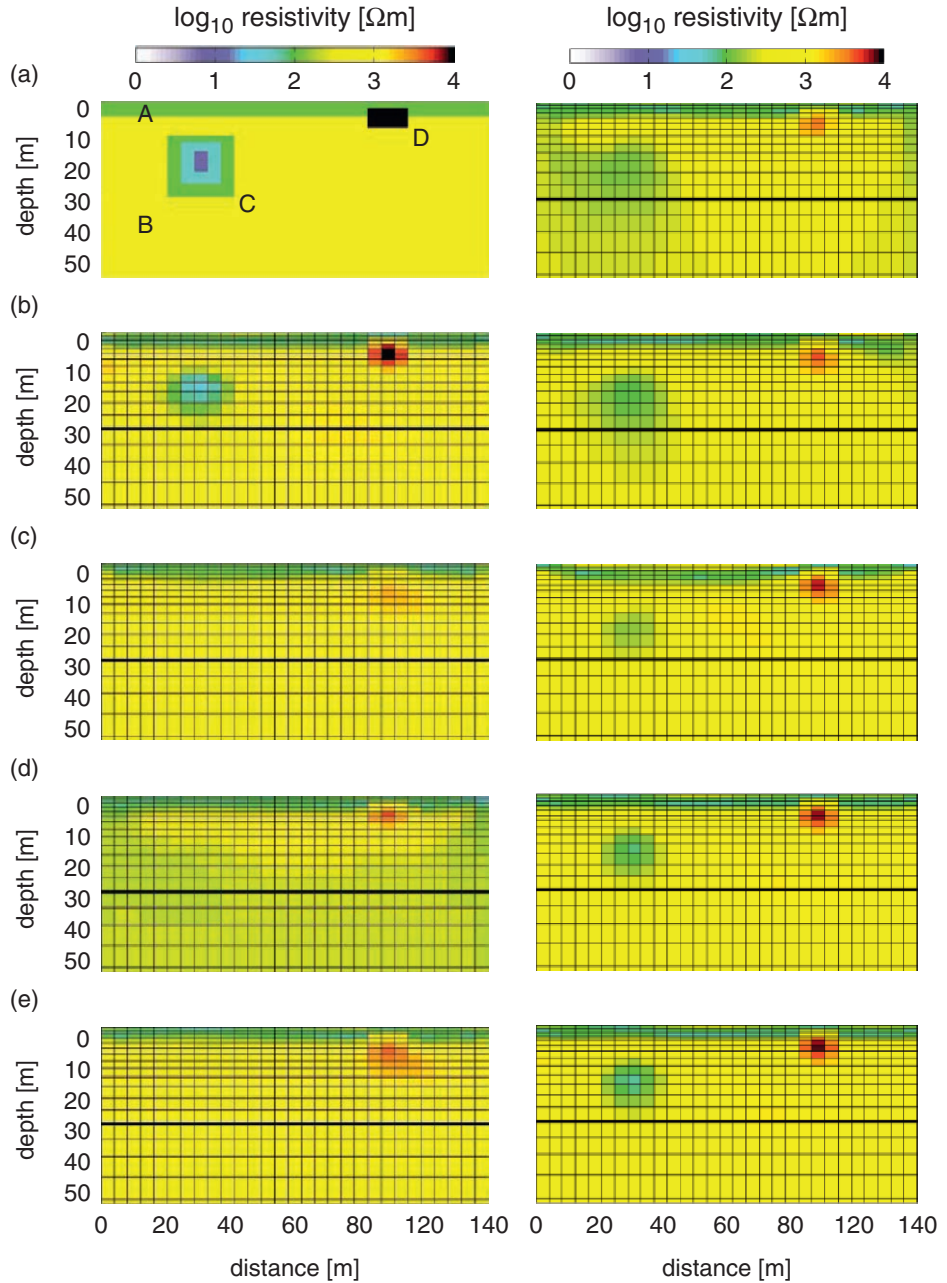 log10 resistivity [Ωm] log10 resistivity [Ωm]
0 1 2 3 4 0 1 2 3 4
(a)
0
10
20
30
40
50
depth [m]
A
B
C
D
(b)
0
10
20
30
40
50
depth [m]
(c)
0
10
20
30
40
50
depth [m]
(d)
0
10
20
30
40
50
depth [m]
(e)
0
10
20
30
40
50
depth [m]
0 20 40 60 80 100 120 140 0 20 40 60 80 120 140
distance [m] distance [m]